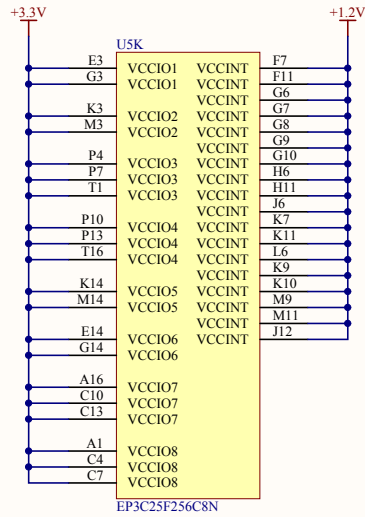 +3.3V +1.2V
U5K
E3 VCCIO1 VCCINT F7
G3 VCCIO1 VCCINT F11
VCCINT G6
K3 VCCIO2 VCCINT G7
M3 VCCIO2 VCCINT G8
VCCINT G9
P4 VCCIO3 VCCINT G10
P7 VCCIO3 VCCINT H6
T1 VCCIO3 VCCINT H11
VCCINT J6
P10 VCCIO4 VCCINT K7
P13 VCCIO4 VCCINT K11
T16 VCCIO4 VCCINT L6
VCCINT K9
K14 VCCIO5 VCCINT K10
M14 VCCIO5 VCCINT M9
VCCINT M11
E14 VCCIO6 VCCINT J12
G14 VCCIO6
A16 VCCIO7
C10 VCCIO7
C13 VCCIO7
A1 VCCIO8
C4 VCCIO8
C7 VCCIO8
EP3C25F256C8N